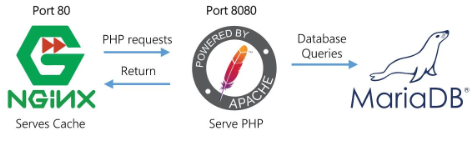 Port 80
Port 8080
PHP requests
Return
Database
Queries
NGINX
POWERED BY
APACHE
MariaDB®
Serves Cache
Serve PHP